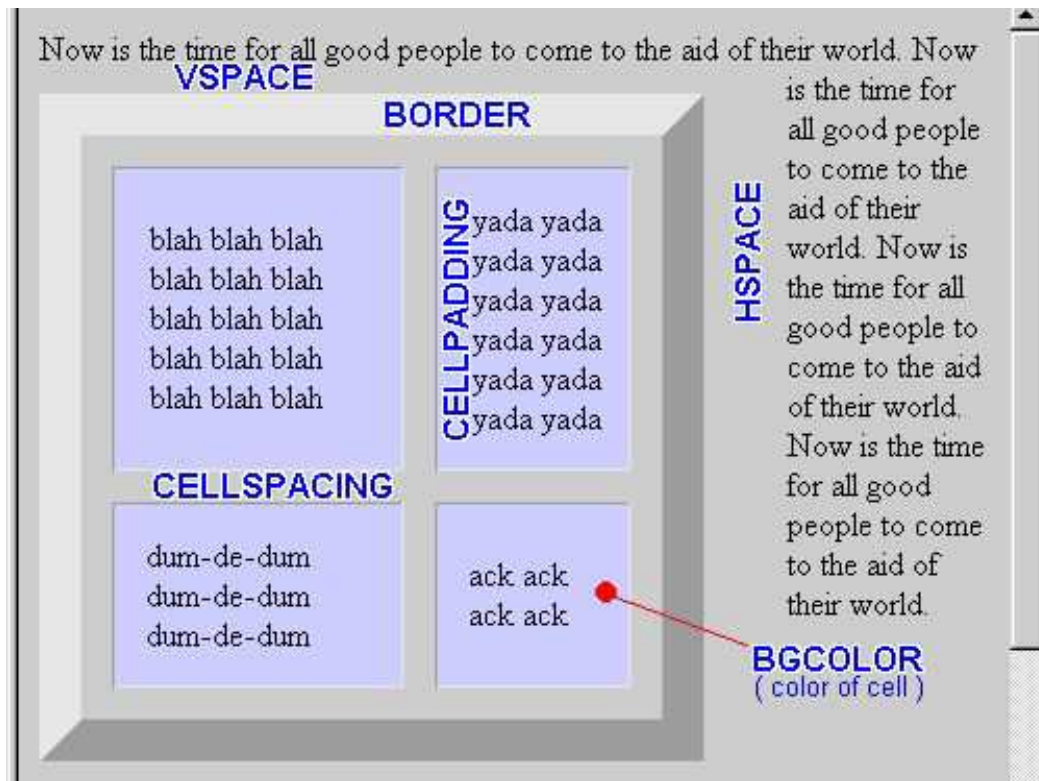 Now is the time for all good people to come to the aid of their world. Now
VSPACE
BORDER
is the time for
all good people
to come to the
aid of their
world. Now is
the time for all
good people to
come to the aid
of their world.
Now is the time
for all good
people to come
to the aid of
their world.
HSPACE
blah blah blah
blah blah blah
blah blah blah
blah blah blah
blah blah blah
CELLPADDING
yada yada
yada yada
yada yada
yada yada
yada yada
yada yada
CELLSPACING
dum-de-dum
dum-de-dum
dum-de-dum
ack ack
ack ack
BGCOLOR
( color of cell )